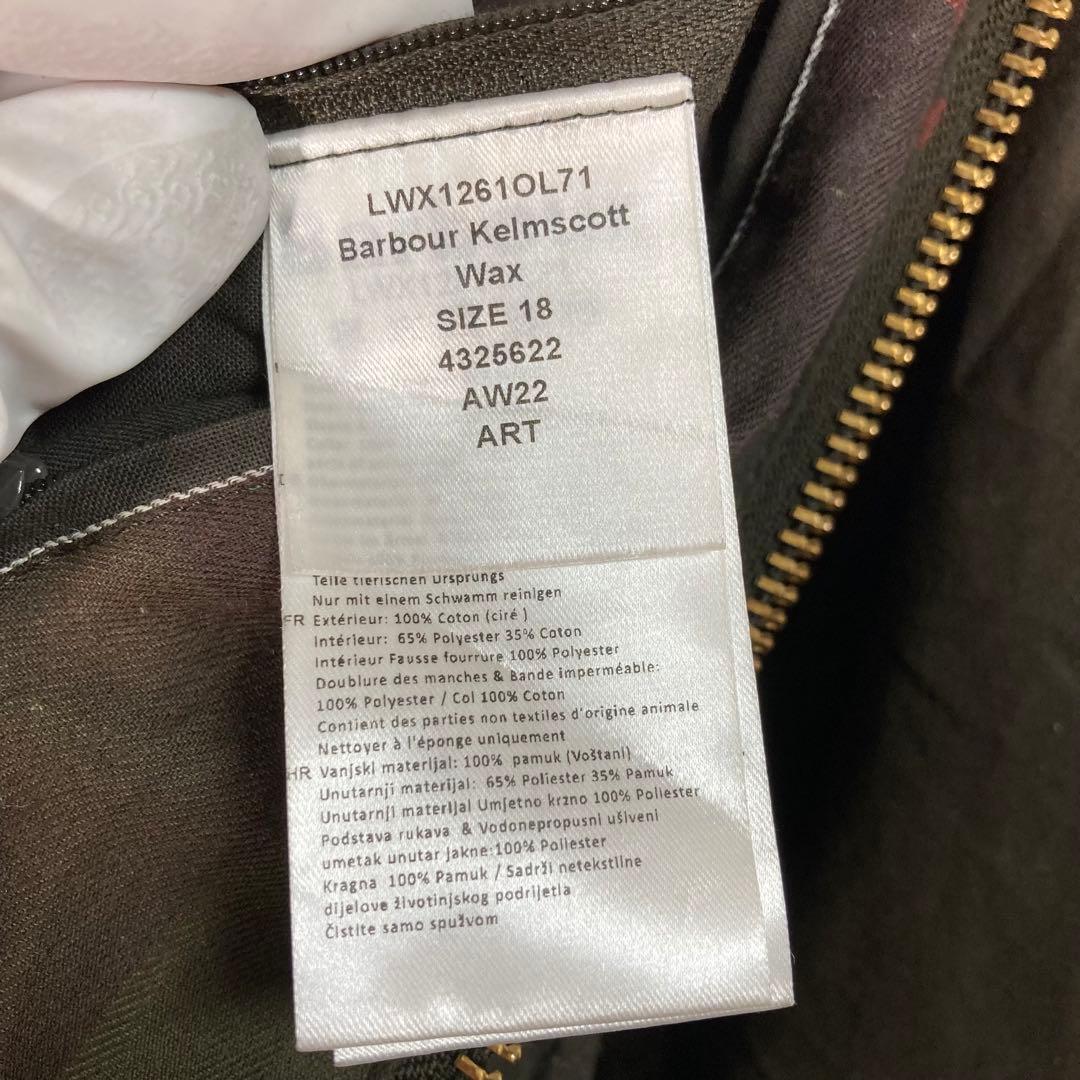 LWX1261OL71
Barbour Kelmscott
Wax
SIZE 18
4325622
AW22
ART
Teile tierischen Ursprungs
Nur mit einem Schwamm reinigen
FR Extérieur: 100% Coton (ciré )
Intérieur: 65% Polyester 35% Coton
Intérieur Fausse fourrure 100% Polyester
Doublure des manches & Bande imperméable:
100% Polyester / Col 100% Coton
Contient des parties non textiles d'origine animale
Nettoyer à l'éponge uniquement
HR Vanjski materijal: 100% pamuk (Voštani)
Unutarnji materijal: 65% Poliester 35% Pamuk
Unutarnji materijal Umjetno krzno 100% Poliester
Podstava rukava & Vodonepropusni ušiveni
umetak unutar jakne:100% Poliester
Kragna 100% Pamuk / Sadrži netekstilne
dijelove životinjskog podrijetla
Čistite samo spužvom